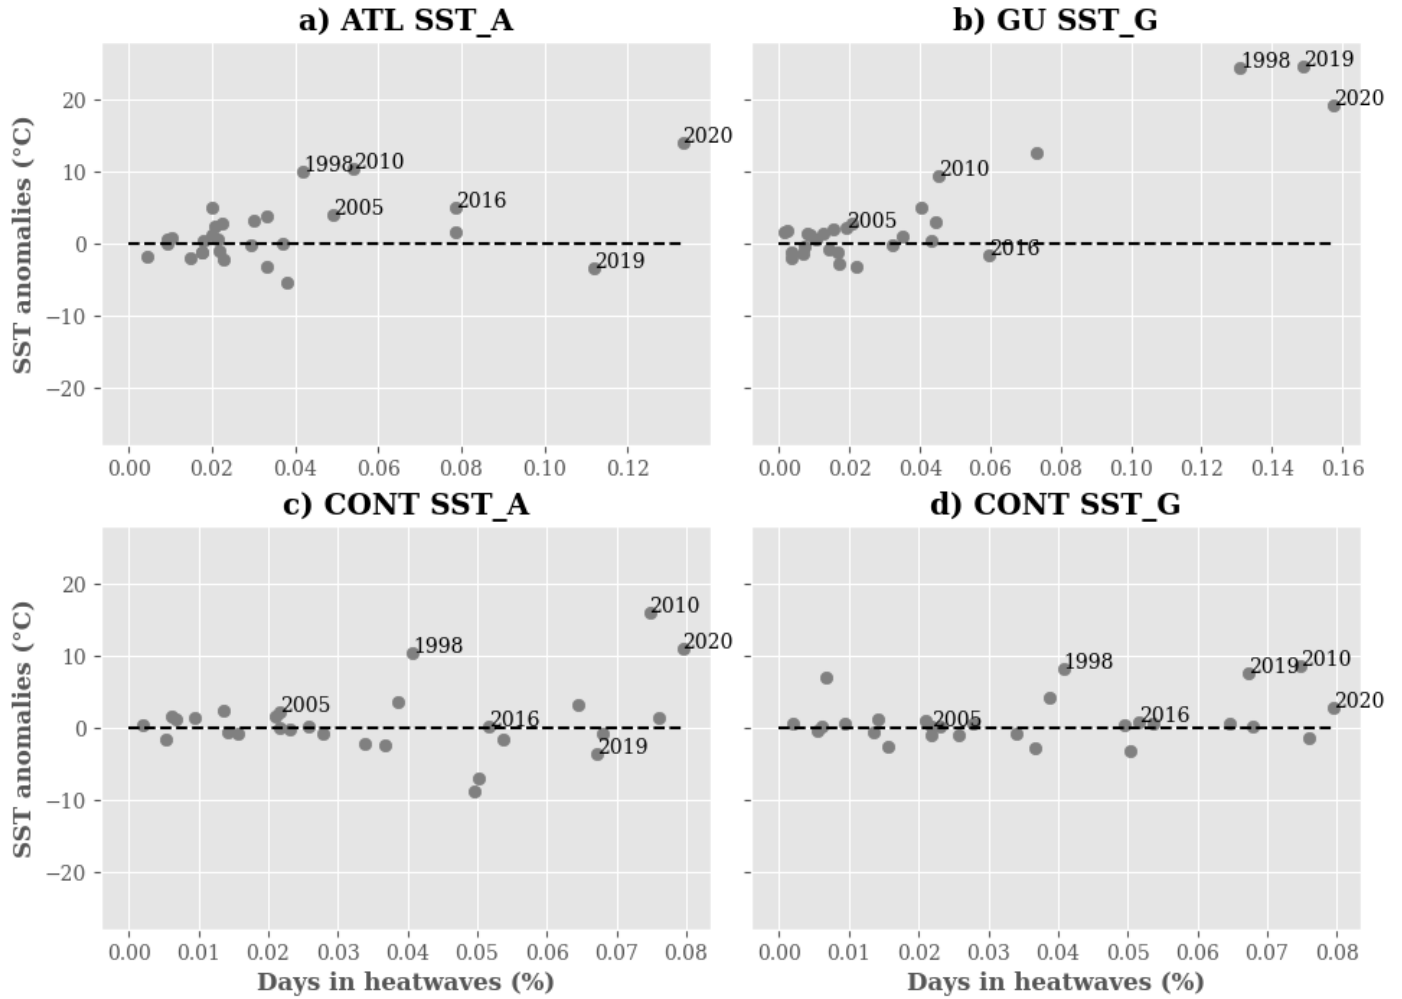 a) ATL SST_A
b) GU SST_G
SST anomalies (°C)
20
10
0
−10
−20
1998
2010
2005
2016
2020
2019
0.00 0.02 0.04 0.06 0.08 0.10 0.12
1998
2019
2020
2010
2005
2016
0.00 0.02 0.04 0.06 0.08 0.10 0.12 0.14 0.16
c) CONT SST_A
d) CONT SST_G
SST anomalies (°C)
20
10
0
−10
−20
2010
1998
2020
2005
2016
2019
0.00 0.01 0.02 0.03 0.04 0.05 0.06 0.07 0.08
Days in heatwaves (%)
1998
2019
2010
2020
2005
2016
0.00 0.01 0.02 0.03 0.04 0.05 0.06 0.07 0.08
Days in heatwaves (%)